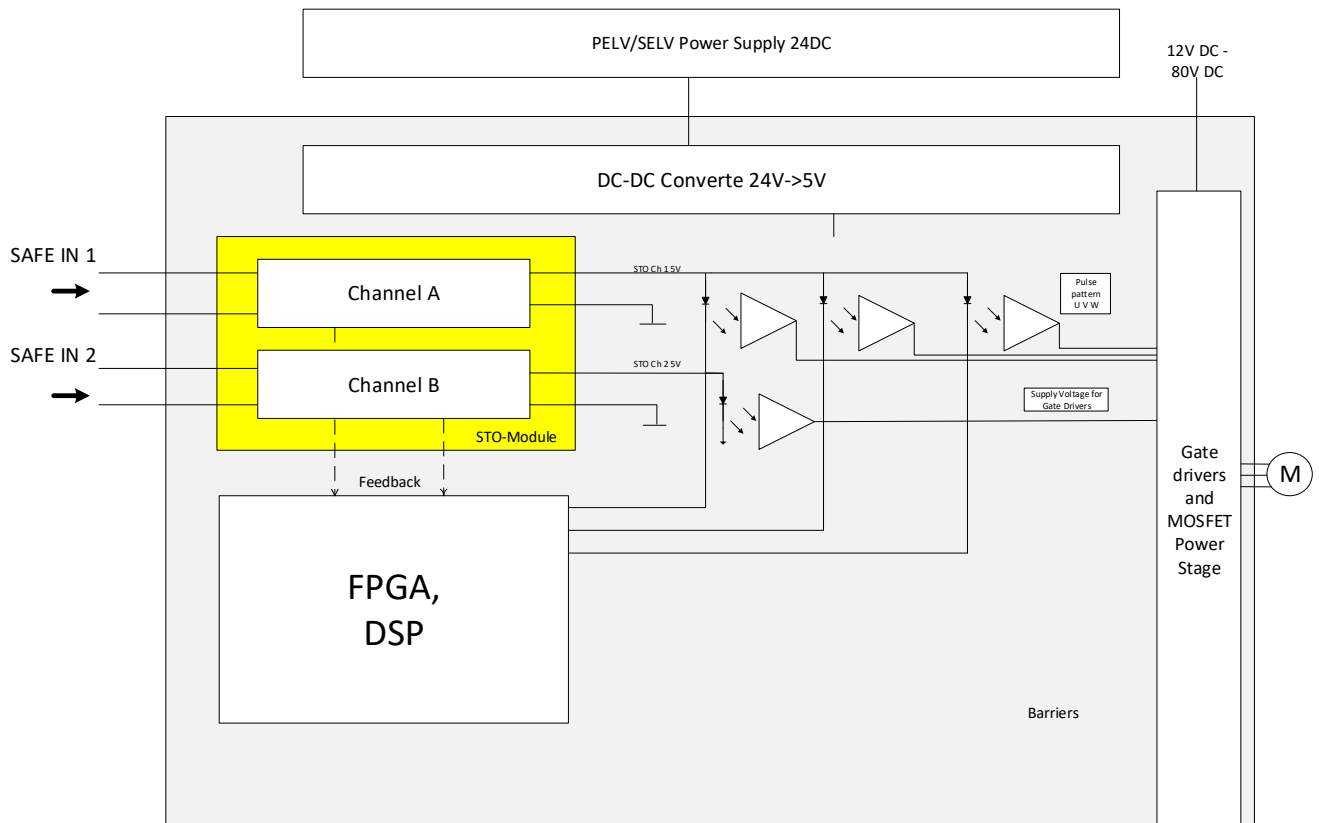 PELV/SELV Power Supply 24DC
12V DC -
80V DC
DC-DC Converte 24V->5V
SAFE IN 1
Channel A
STO Ch 1 5V
Pulse
pattern
U V W
SAFE IN 2
Channel B
STO Ch 2 5V
Supply Voltage for
Gate Drivers
STO-Module
Feedback
Gate
drivers
and
MOSFET
Power
Stage
M
FPGA,
DSP
Barriers